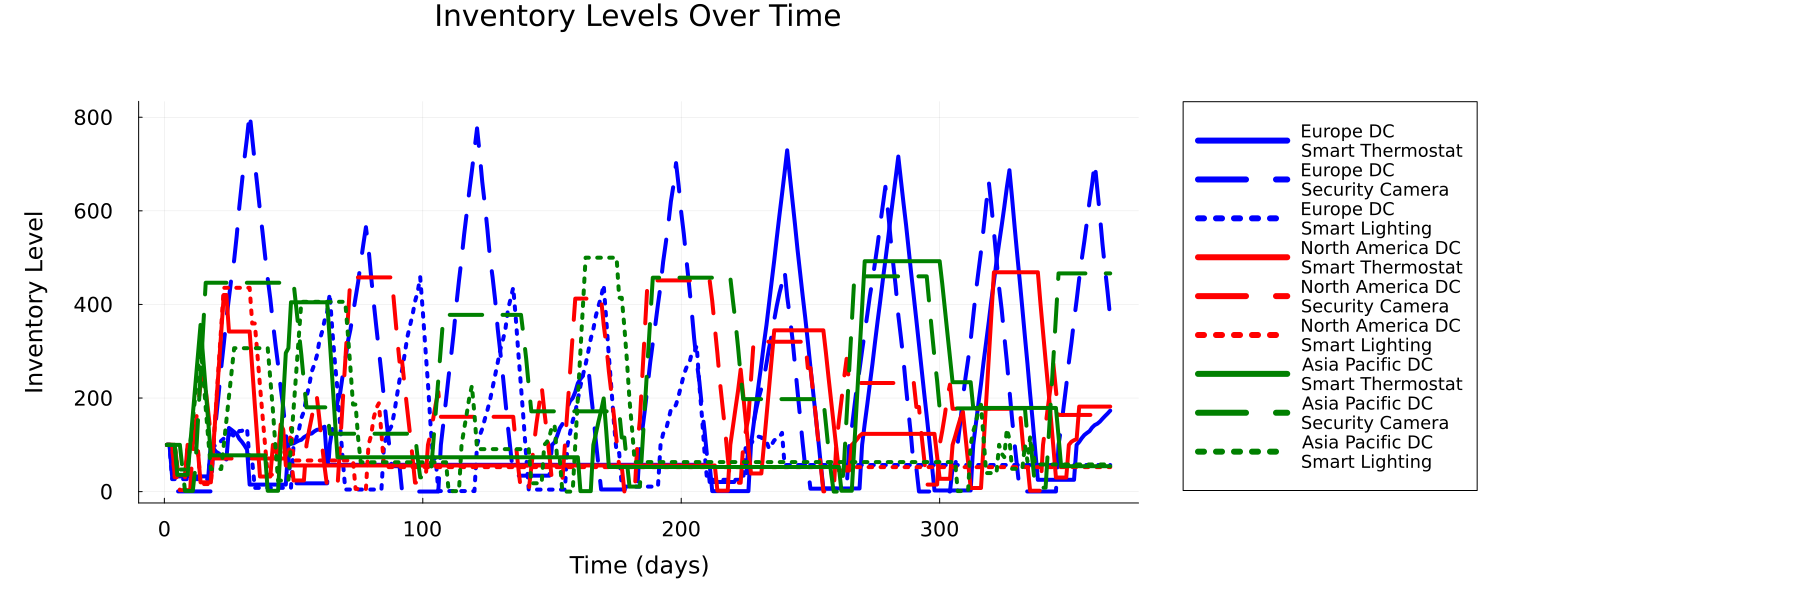 Inventory Levels Over Time
Inventory Level
800
600
400
200
0
0 100 200 300
Time (days)
Europe DC
Smart Thermostat
Europe DC
Security Camera
Europe DC
Smart Lighting
North America DC
Smart Thermostat
North America DC
Security Camera
North America DC
Smart Lighting
Asia Pacific DC
Smart Thermostat
Asia Pacific DC
Security Camera
Asia Pacific DC
Smart Lighting